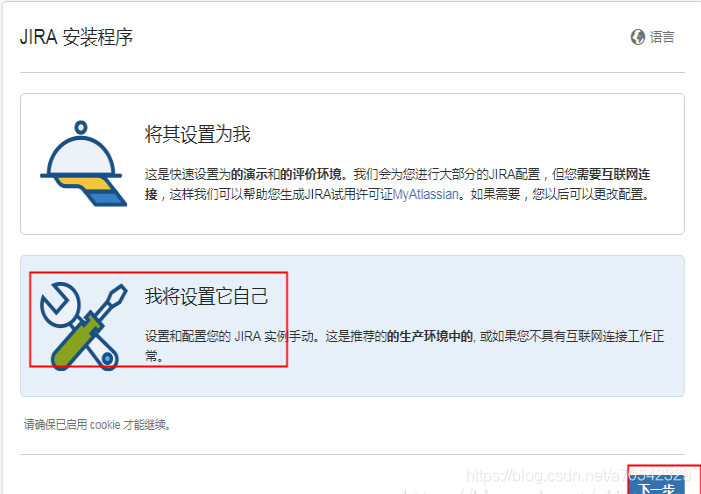 JIRA 安装程序
语言
将其设置为我
这是快速设置为的演示和的评价环境。我们会为您进行大部分的JIRA配置，但您需要互联网连
接，这样我们可以帮助您生成JIRA试用许可证MyAtlassian。如果需要，您以后可以更改配置。
我将设置它自己
设置和配置您的 JIRA 实例手动。这是推荐的的生产环境中的, 或如果您不具有互联网连接工作正
常。
请确保已启用 cookie 才能继续。
下一步